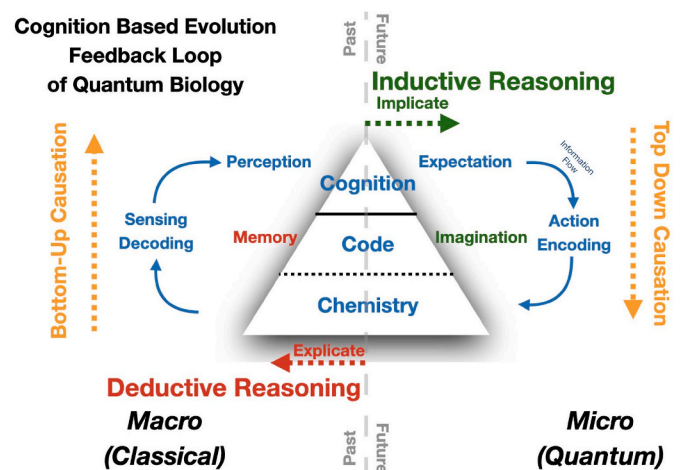 Cognition Based Evolution
Feedback Loop
of Quantum Biology
Past
Future
Inductive Reasoning
Implicate
Bottom-Up Causation
Top Down Causation
Perception
Expectation
Information
Flow
Cognition
Sensing
Decoding
Memory
Code
Imagination
Action
Encoding
Chemistry
Explicate
Deductive Reasoning
Macro
(Classical)
Past
Future
Micro
(Quantum)